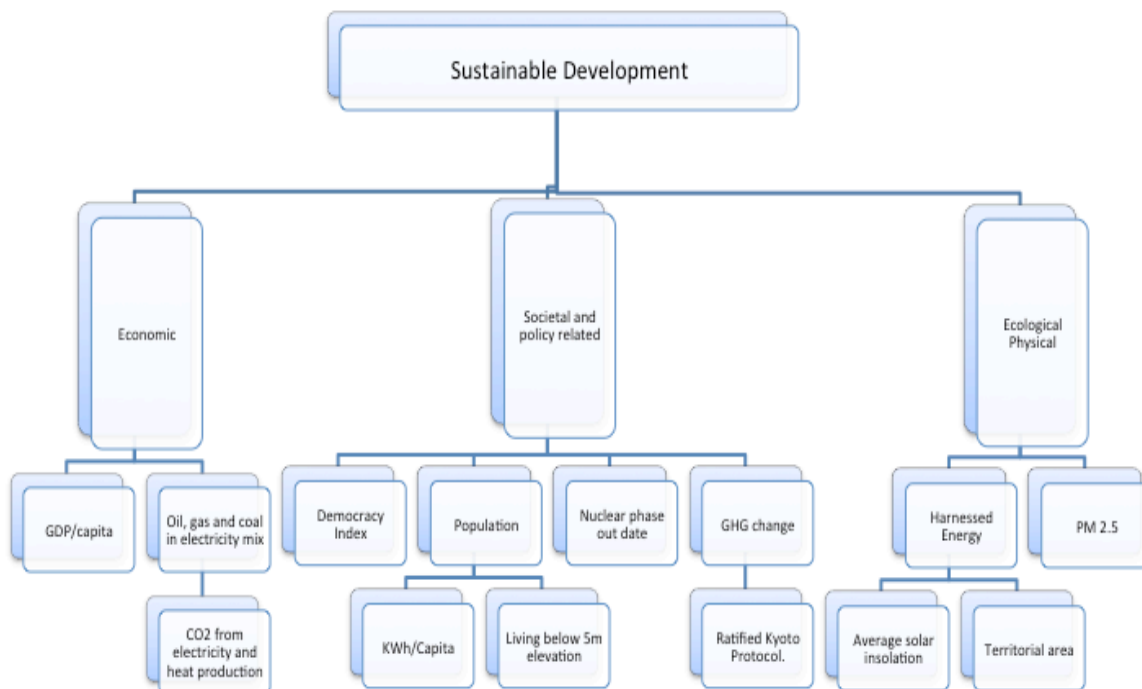 Sustainable Development
Economic
Societal and
policy related
Ecological
Physical
GDP/capita
Oil, gas and coal
in electricity mix
Democracy
Index
Population
Nuclear phase
out date
GHG change
Harnessed
Energy
PM 2.5
CO2 from
electricity and
heat production
KWh/Capita
Living below 5m
elevation
Ratified Kyoto
Protocol.
Average solar
insolation
Territorial area